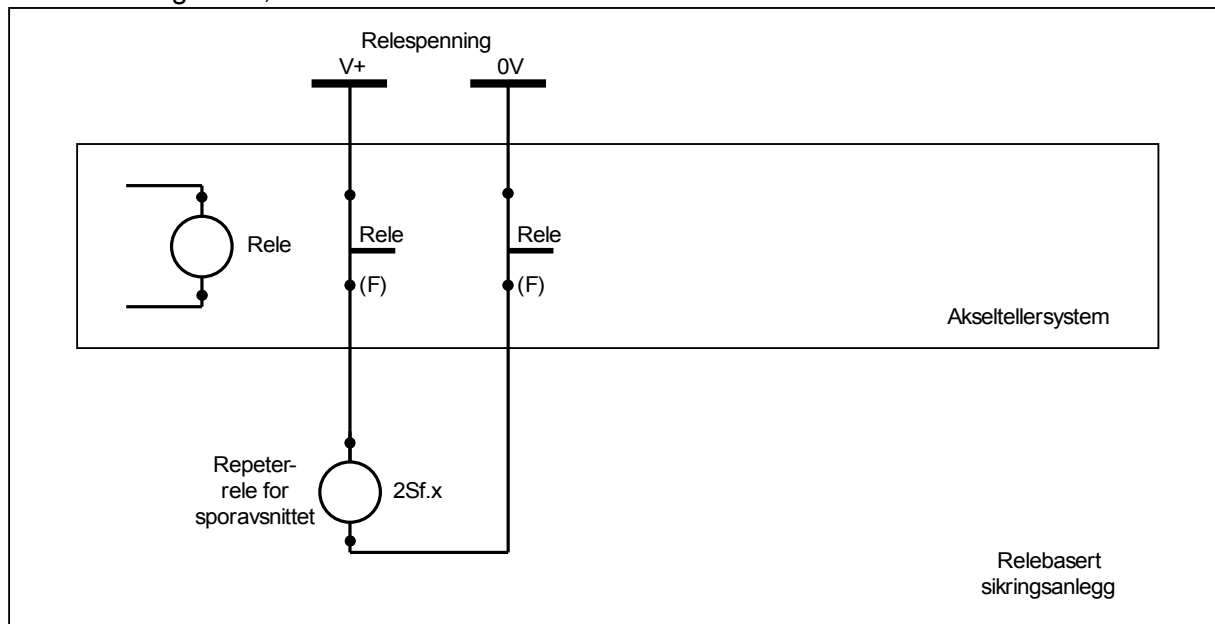 Relespenning
V+
0V
Rele
Rele
Rele
(F)
(F)
Akseltellersystem
Repeter-
rele for
sporavsnittet
2Sf.x
Relebasert
sikringsanlegg